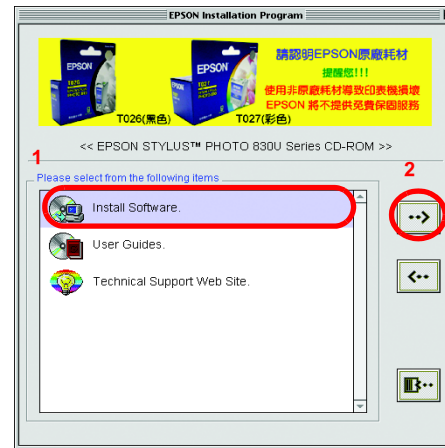 EPSON Installation Program
請認明EPSON原廠耗材
提醒您!!!
使用非原廠耗材導致印表機損壞
EPSON 將不提供免費保固服務
EPSON
EPSON
T026(黑色)
T027(彩色)
<< EPSON STYLUS™ PHOTO 830U Series CD-ROM >>
1
2
Please select from the following items
Install Software.
User Guides.
Technical Support Web Site.